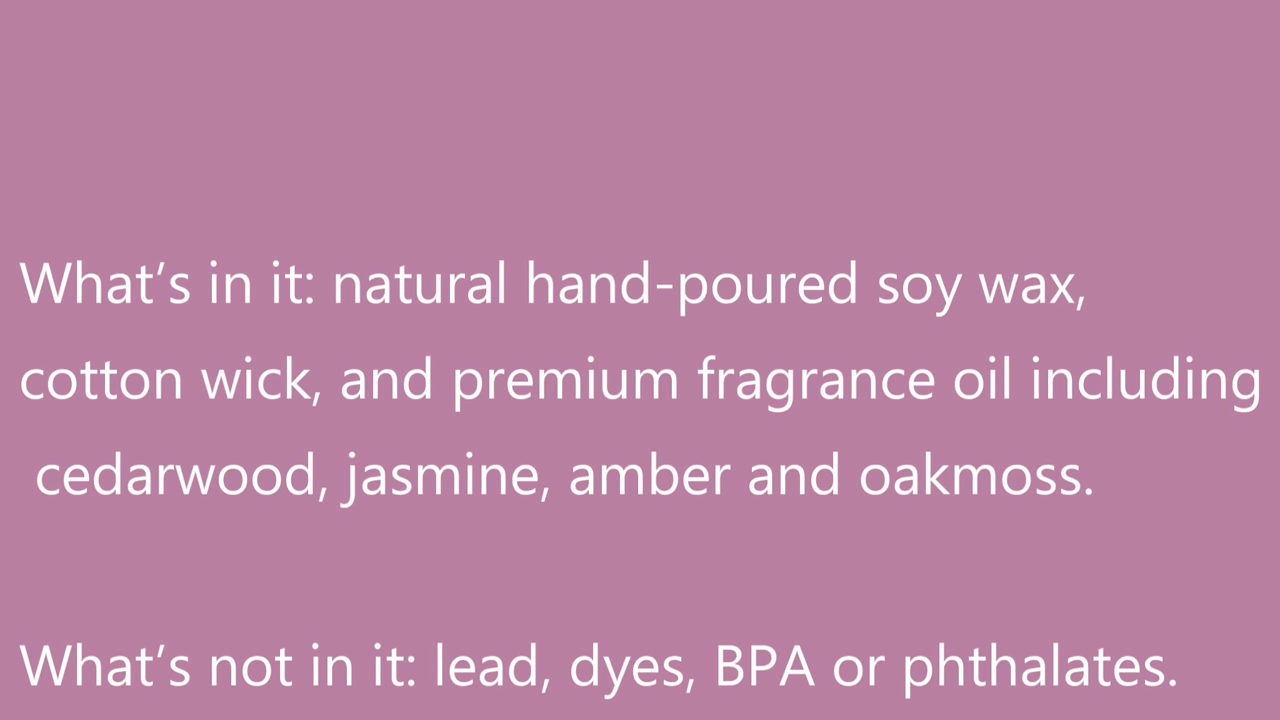 What’s in it: natural hand-poured soy wax,
cotton wick, and premium fragrance oil including
cedarwood, jasmine, amber and oakmoss.
What’s not in it: lead, dyes, BPA or phthalates.